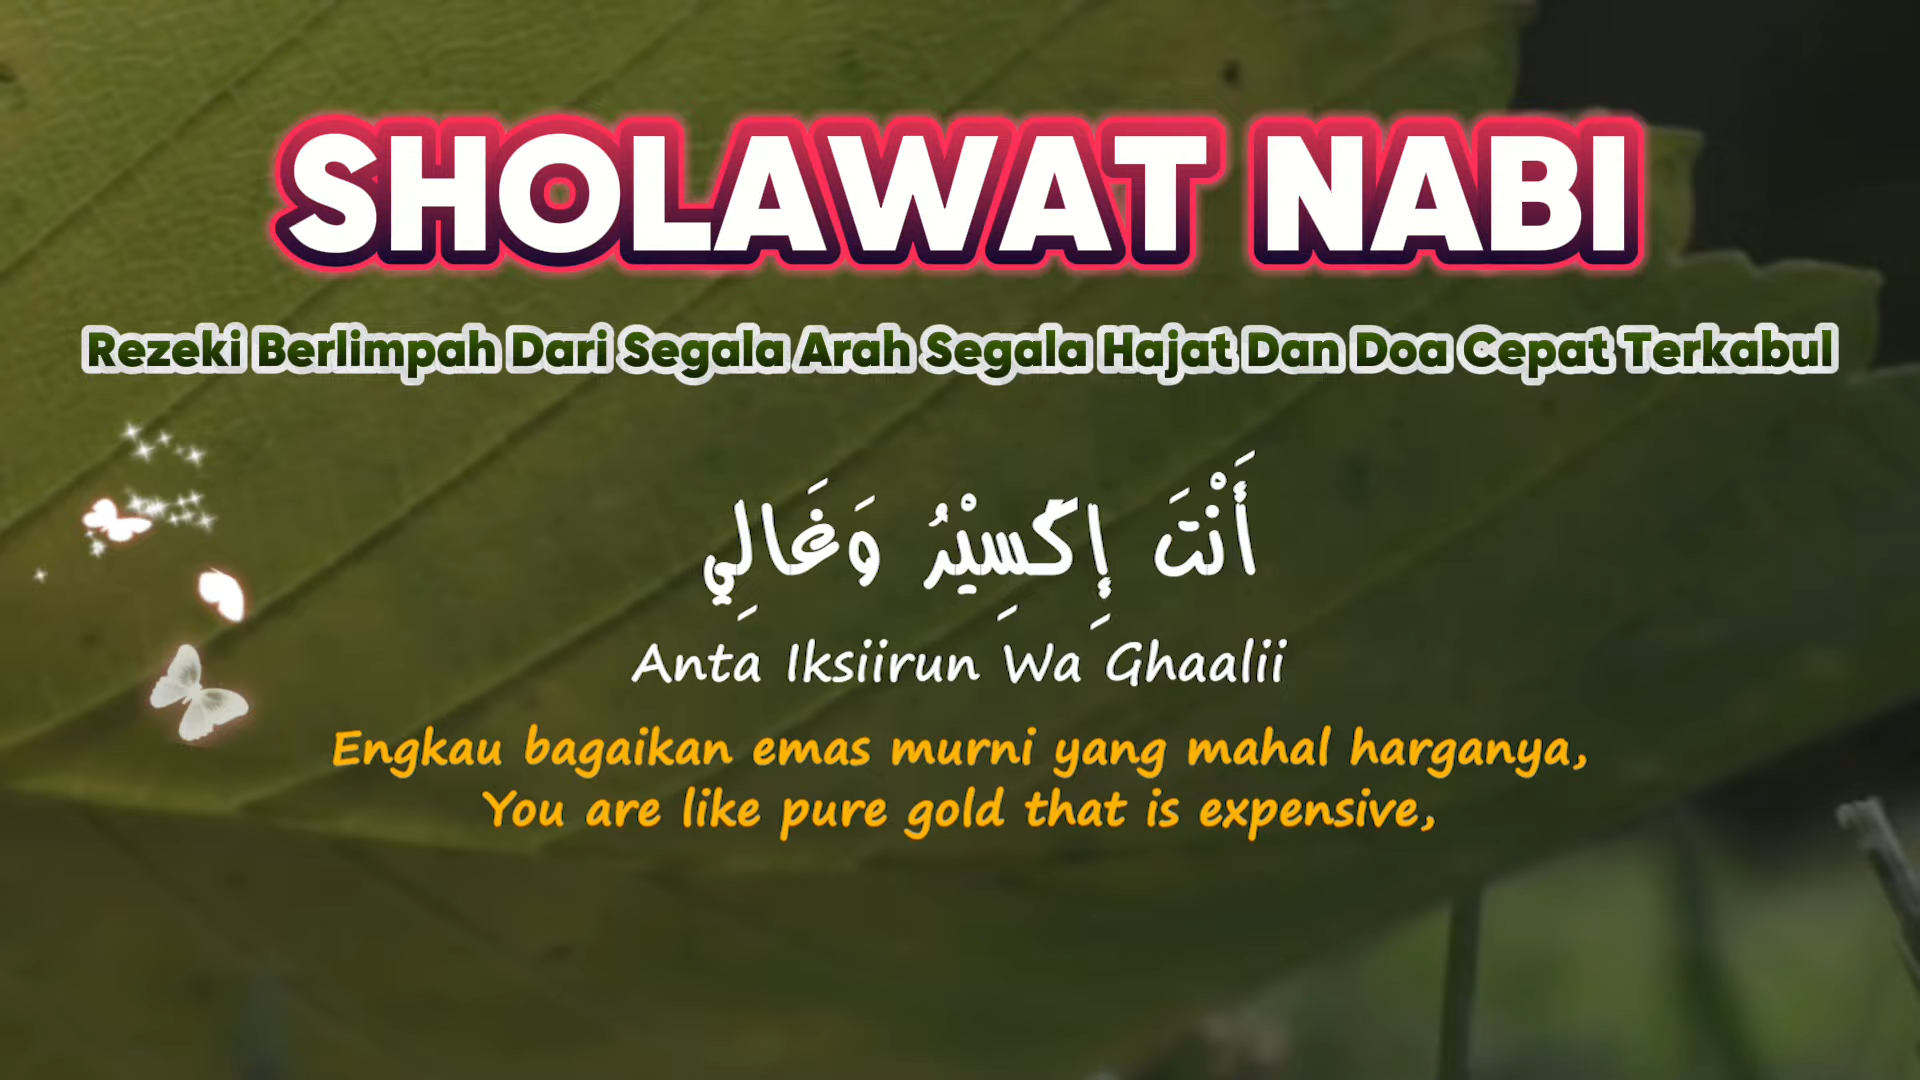 SHOLAWAT NABI
Rezeki Berlimpah Dari Segala Arah Segala Hajat Dan Doa Cepat Terkabul
أَنْتَ إِكْسِيْرُ وَغَالِي
Anta Iksiirun Wa Ghaalii
Engkau bagaikan emas murni yang mahal harganya,
You are like pure gold that is expensive,